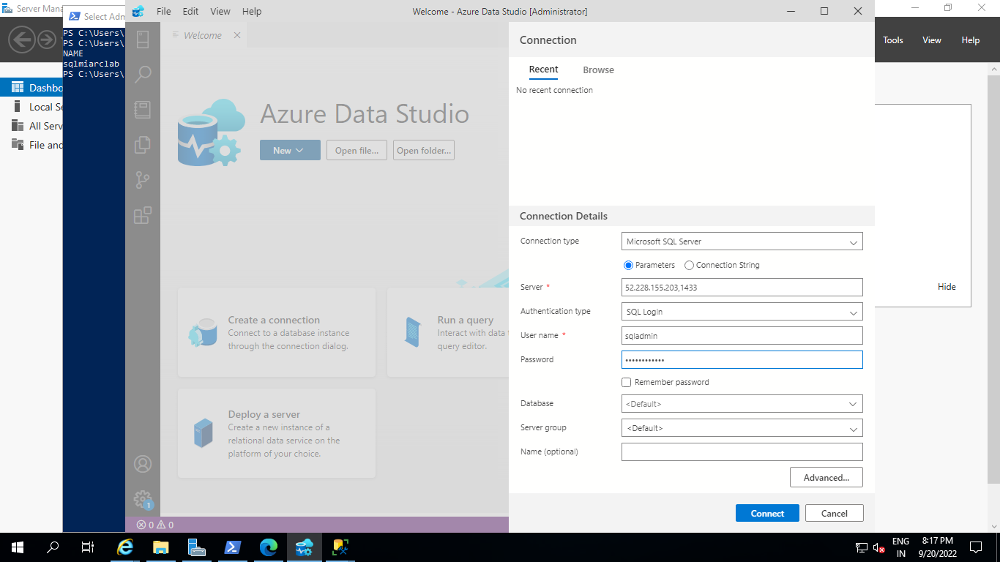 Server Mana
Tools
View
Help
Dashbo
Local Se
All Serv
File and
Hide
Select Adm
PS C:\Users\
PS C:\Users\
NAME
sqlmiarclab
PS C:\Users\
File
Edit
View
Help
Welcome - Azure Data Studio [Administrator]
Welcome
Azure Data Studio
New
Open file...
Open folder...
Create a connection
Connect to a database instance
through the connection dialog.
Run a query
Interact with data t
query editor.
Deploy a server
Create a new instance of a
relational data service on the
platform of your choice.
1
0
0
Connection
Recent
Browse
No recent connection
Connection Details
Connection type
Microsoft SQL Server
Parameters
Connection String
Server *
52.228.155.203,1433
Authentication type
SQL Login
User name *
sqladmin
Password
••••••••••••
Remember password
Database
<Default>
Server group
<Default>
Name (optional)
Advanced...
Connect
Cancel
ENG
IN
8:17 PM
9/20/2022